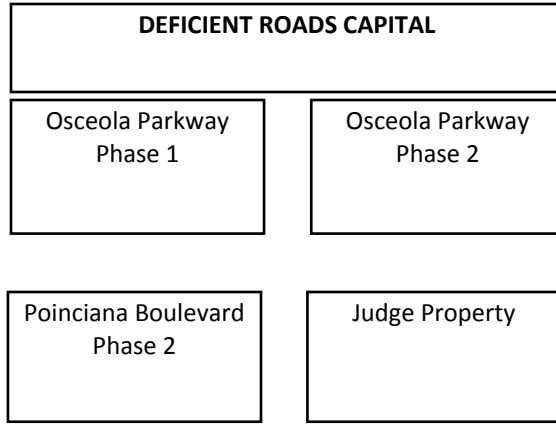 DEFICIENT ROADS CAPITAL
Osceola Parkway
Phase 1
Osceola Parkway
Phase 2
Poinciana Boulevard
Phase 2
Judge Property